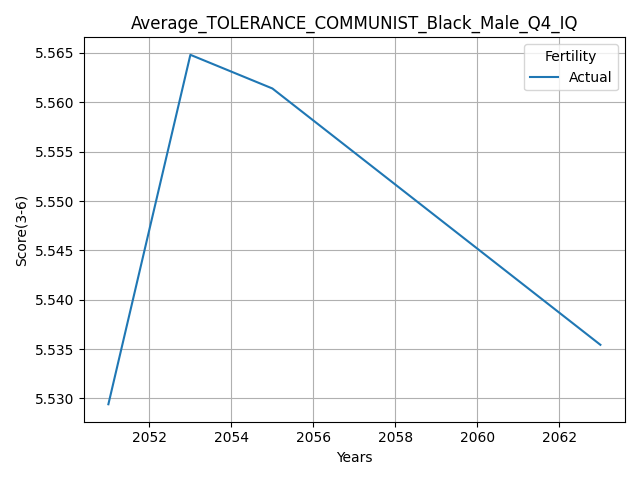 Average_TOLERANCE_COMMUNIST_Black_Male_Q4_IQ
Fertility
Actual
5.565
5.560
5.555
5.550
5.545
5.540
5.535
5.530
Score(3-6)
2052 2054 2056 2058 2060 2062
Years